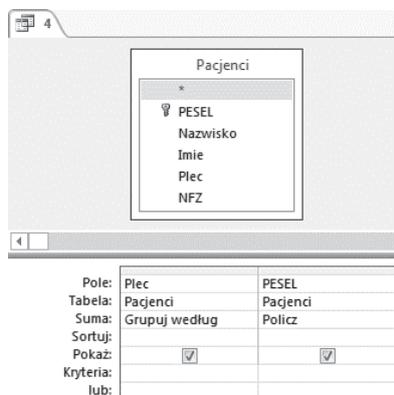 4
Pacjenci
*
PESEL
Nazwisko
Imie
Plec
NFZ
Pole: Plec PESEL
Tabela: Pacjenci Pacjenci
Suma: Grupuj według Policz
Sortuj:
Pokaż:
Kryteria:
lub: